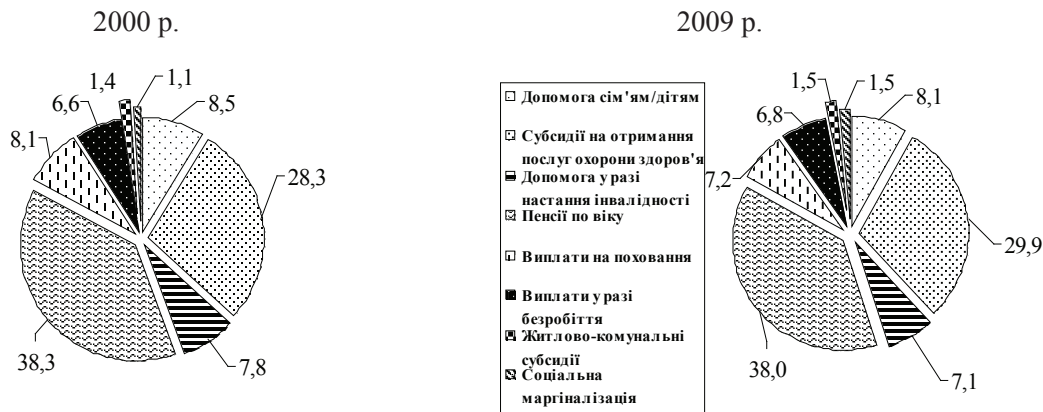 2000 р.
2009 р.
1,4
1,1
6,6
8,5
8,1
28,3
38,3
7,8
Допомога сім'ям/дітям
Субсидії на отримання
послуг охорони здоров'я
Допомога у разі
настання інвалідності
Пенсії по віку
Виплати на поховання
Виплати у разі
безробіття
Житлово-комунальні
субсидії
Соціальна
маргіналізація
1,5
1,5
6,8
8,1
7,2
29,9
38,0
7,1